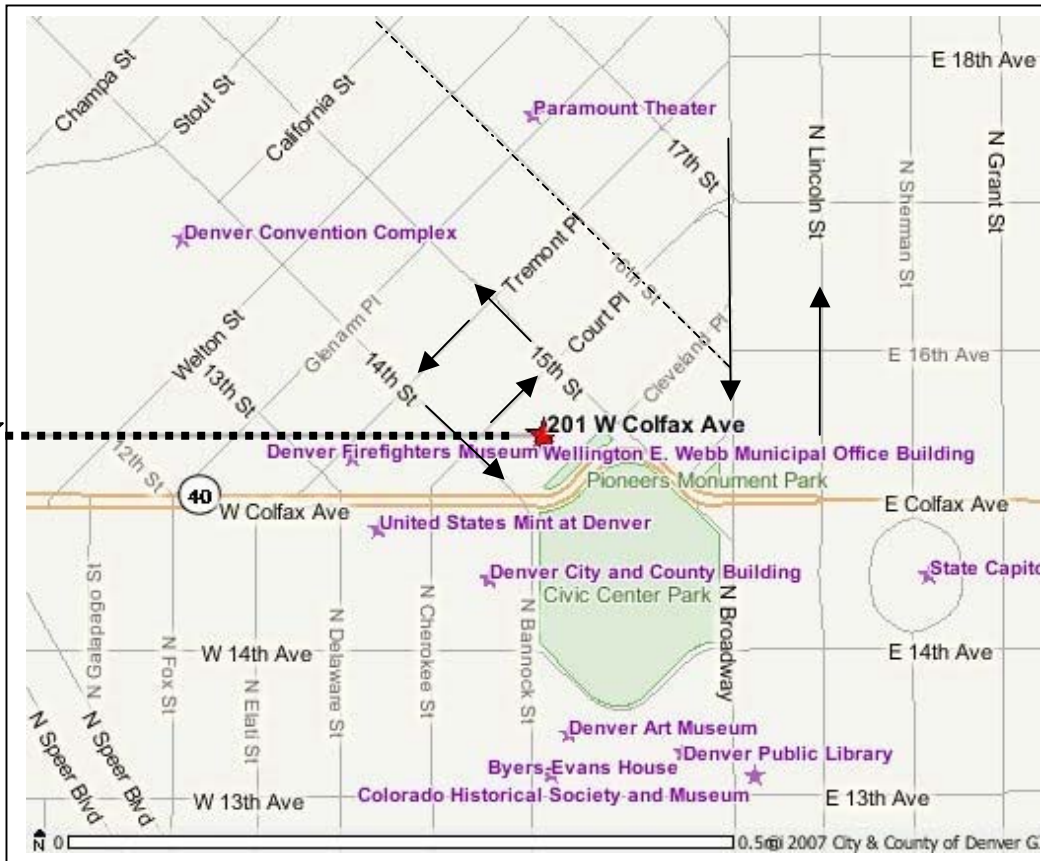 E 18th Ave
Champa St
Stout St
California St
Paramount Theater
17th St
N Lincoln St
N Sherman St
N Grant St
Denver Convention Complex
Tremont Pl
16th St
Court Pl
Cleveland Pl
Welton St
Glenarm Pl
14th St
15th St
13th St
E 16th Ave
201 W Colfax Ave
12th St
Denver Firefighters Museum
Wellington E. Webb Municipal Office Building
Pioneers Monument Park
40
W Colfax Ave
E Colfax Ave
United States Mint at Denver
Denver City and County Building
Civic Center Park
State Capito
N Galapago St
N Fox St
N Elati St
N Delaware St
N Cherokee St
N Bannock St
N Broadway
W 14th Ave
E 14th Ave
N Speer Blvd
N Speer Blvd
Denver Art Museum
Denver Public Library
Byers-Evans House
Colorado Historical Society and Museum
W 13th Ave
E 13th Ave
N
0
0.5m
© 2007 City & County of Denver G